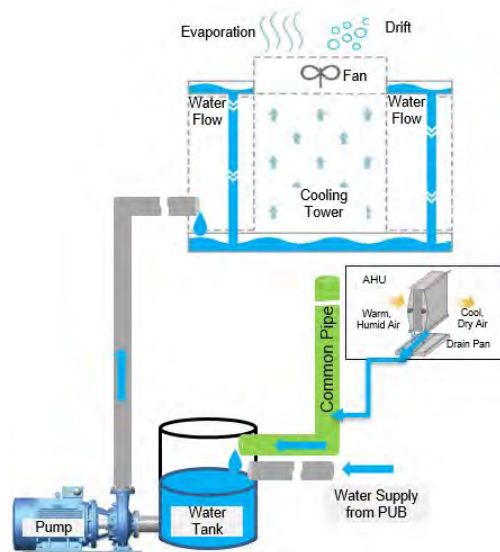 Evaporation
Drift
Fan
Water
Flow
Water
Flow
Cooling
Tower
AHU
Warm,
Humid Air
Cool,
Dry Air
Drain Pan
Common Pipe
Pump
Water
Tank
Water Supply
from PUB